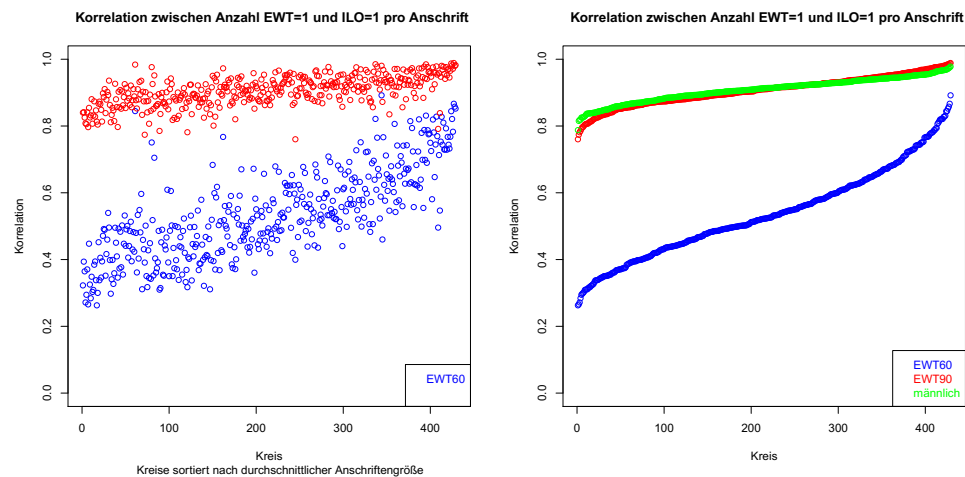 Korrelation zwischen Anzahl EWT=1 und ILO=1 pro Anschrift
Korrelation
1.0
0.8
0.6
0.4
0.2
0.0
EWT60
0 100 200 300 400
Kreis
Kreise sortiert nach durchschnittlicher Anschriftengröße
Korrelation zwischen Anzahl EWT=1 und ILO=1 pro Anschrift
Korrelation
1.0
0.8
0.6
0.4
0.2
0.0
EWT60
EWT90
männlich
0 100 200 300 400
Kreis